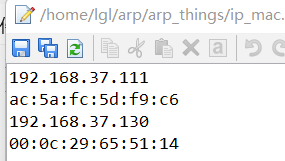 /home/lgl/arp/arp_things/ip_mac.
192.168.37.111
ac:5a:fc:5d:f9:c6
192.168.37.130
00:0c:29:65:51:14